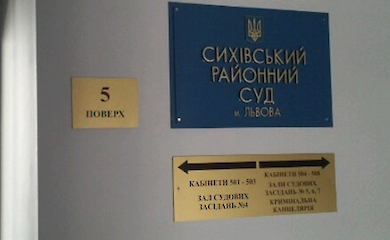 СИХІВСЬКИЙ
РАЙОННИЙ
СУД
м. ЛЬВОВА
5
ПОВЕРХ
КАБІНЕТИ 501 - 503
ЗАЛ СУДОВИХ
ЗАСІДАНЬ №4
КАБІНЕТИ 504 - 508
ЗАЛИ СУДОВИХ
ЗАСІДАНЬ № 5, 6, 7
КРИМІНАЛЬНА
КАНЦЕЛЯРІЯ